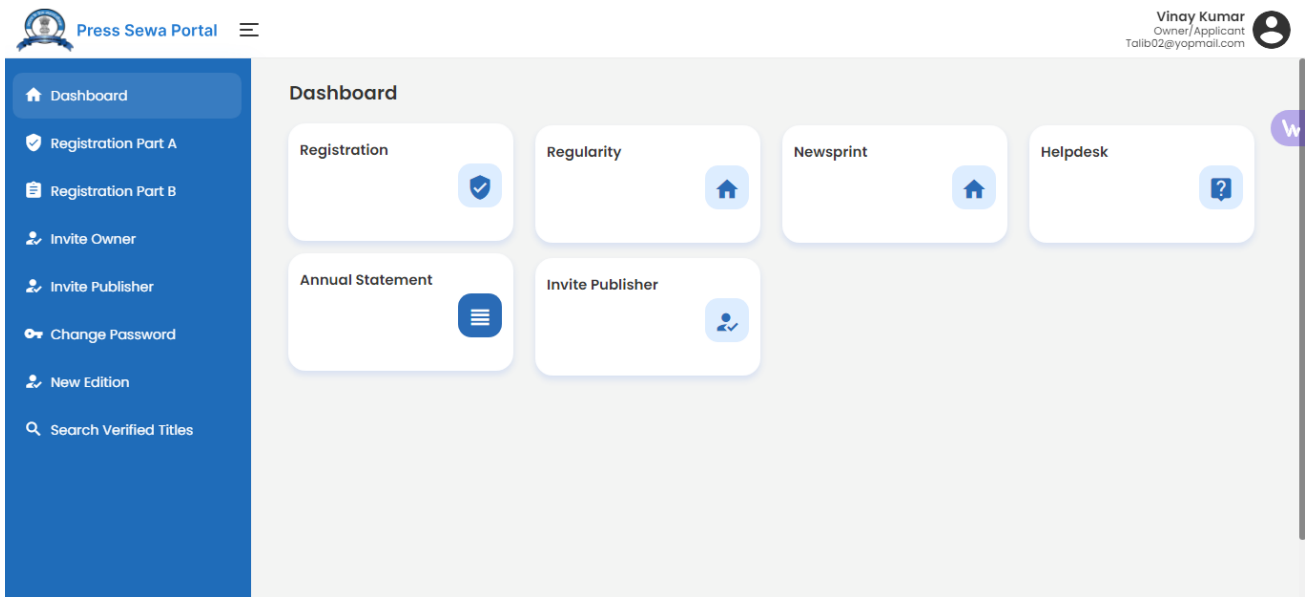 Press Sewa Portal
Vinay Kumar
Owner/Applicant
Talib02@yopmail.com
Dashboard
Registration Part A
Registration Part B
Invite Owner
Invite Publisher
Change Password
New Edition
Search Verified Titles
Dashboard
Registration
Regularity
Newsprint
Helpdesk
Annual Statement
Invite Publisher